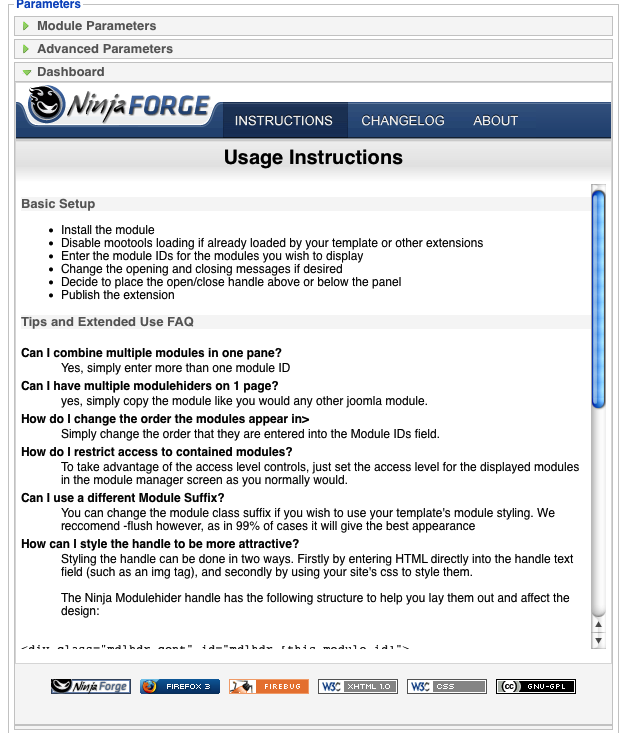 Parameters
Module Parameters
Advanced Parameters
Dashboard
NinjaFORGE
INSTRUCTIONS CHANGELOG ABOUT
Usage Instructions
Basic Setup
• Install the module
• Disable mootools loading if already loaded by your template or other extensions
• Enter the module IDs for the modules you wish to display
• Change the opening and closing messages if desired
• Decide to place the open/close handle above or below the panel
• Publish the extension
Tips and Extended Use FAQ
Can I combine multiple modules in one pane?
Yes, simply enter more than one module ID
Can I have multiple modulehiders on 1 page?
yes, simply copy the module like you would any other joomla module.
How do I change the order the modules appear in>
Simply change the order that they are entered into the Module IDs field.
How do I restrict access to contained modules?
To take advantage of the access level controls, just set the access level for the displayed modules
in the module manager screen as you normally would.
Can I use a different Module Suffix?
You can change the module class suffix if you wish to use your template's module styling. We
reccomend -flush however, as in 99% of cases it will give the best appearance
How can I style the handle to be more attractive?
Styling the handle can be done in two ways. Firstly by entering HTML directly into the handle text
field (such as an img tag), and secondly by using your site's css to style them.
The Ninja Modulehider handle has the following structure to help you lay them out and affect the
design:
<div class="mdlhdr_cont" id="mdlhdr_[this_module_id]">
Ninja Forge FIREFOX 3 FIREBUG W3C XHTML 1.0 W3C CSS cc GNU-GPL